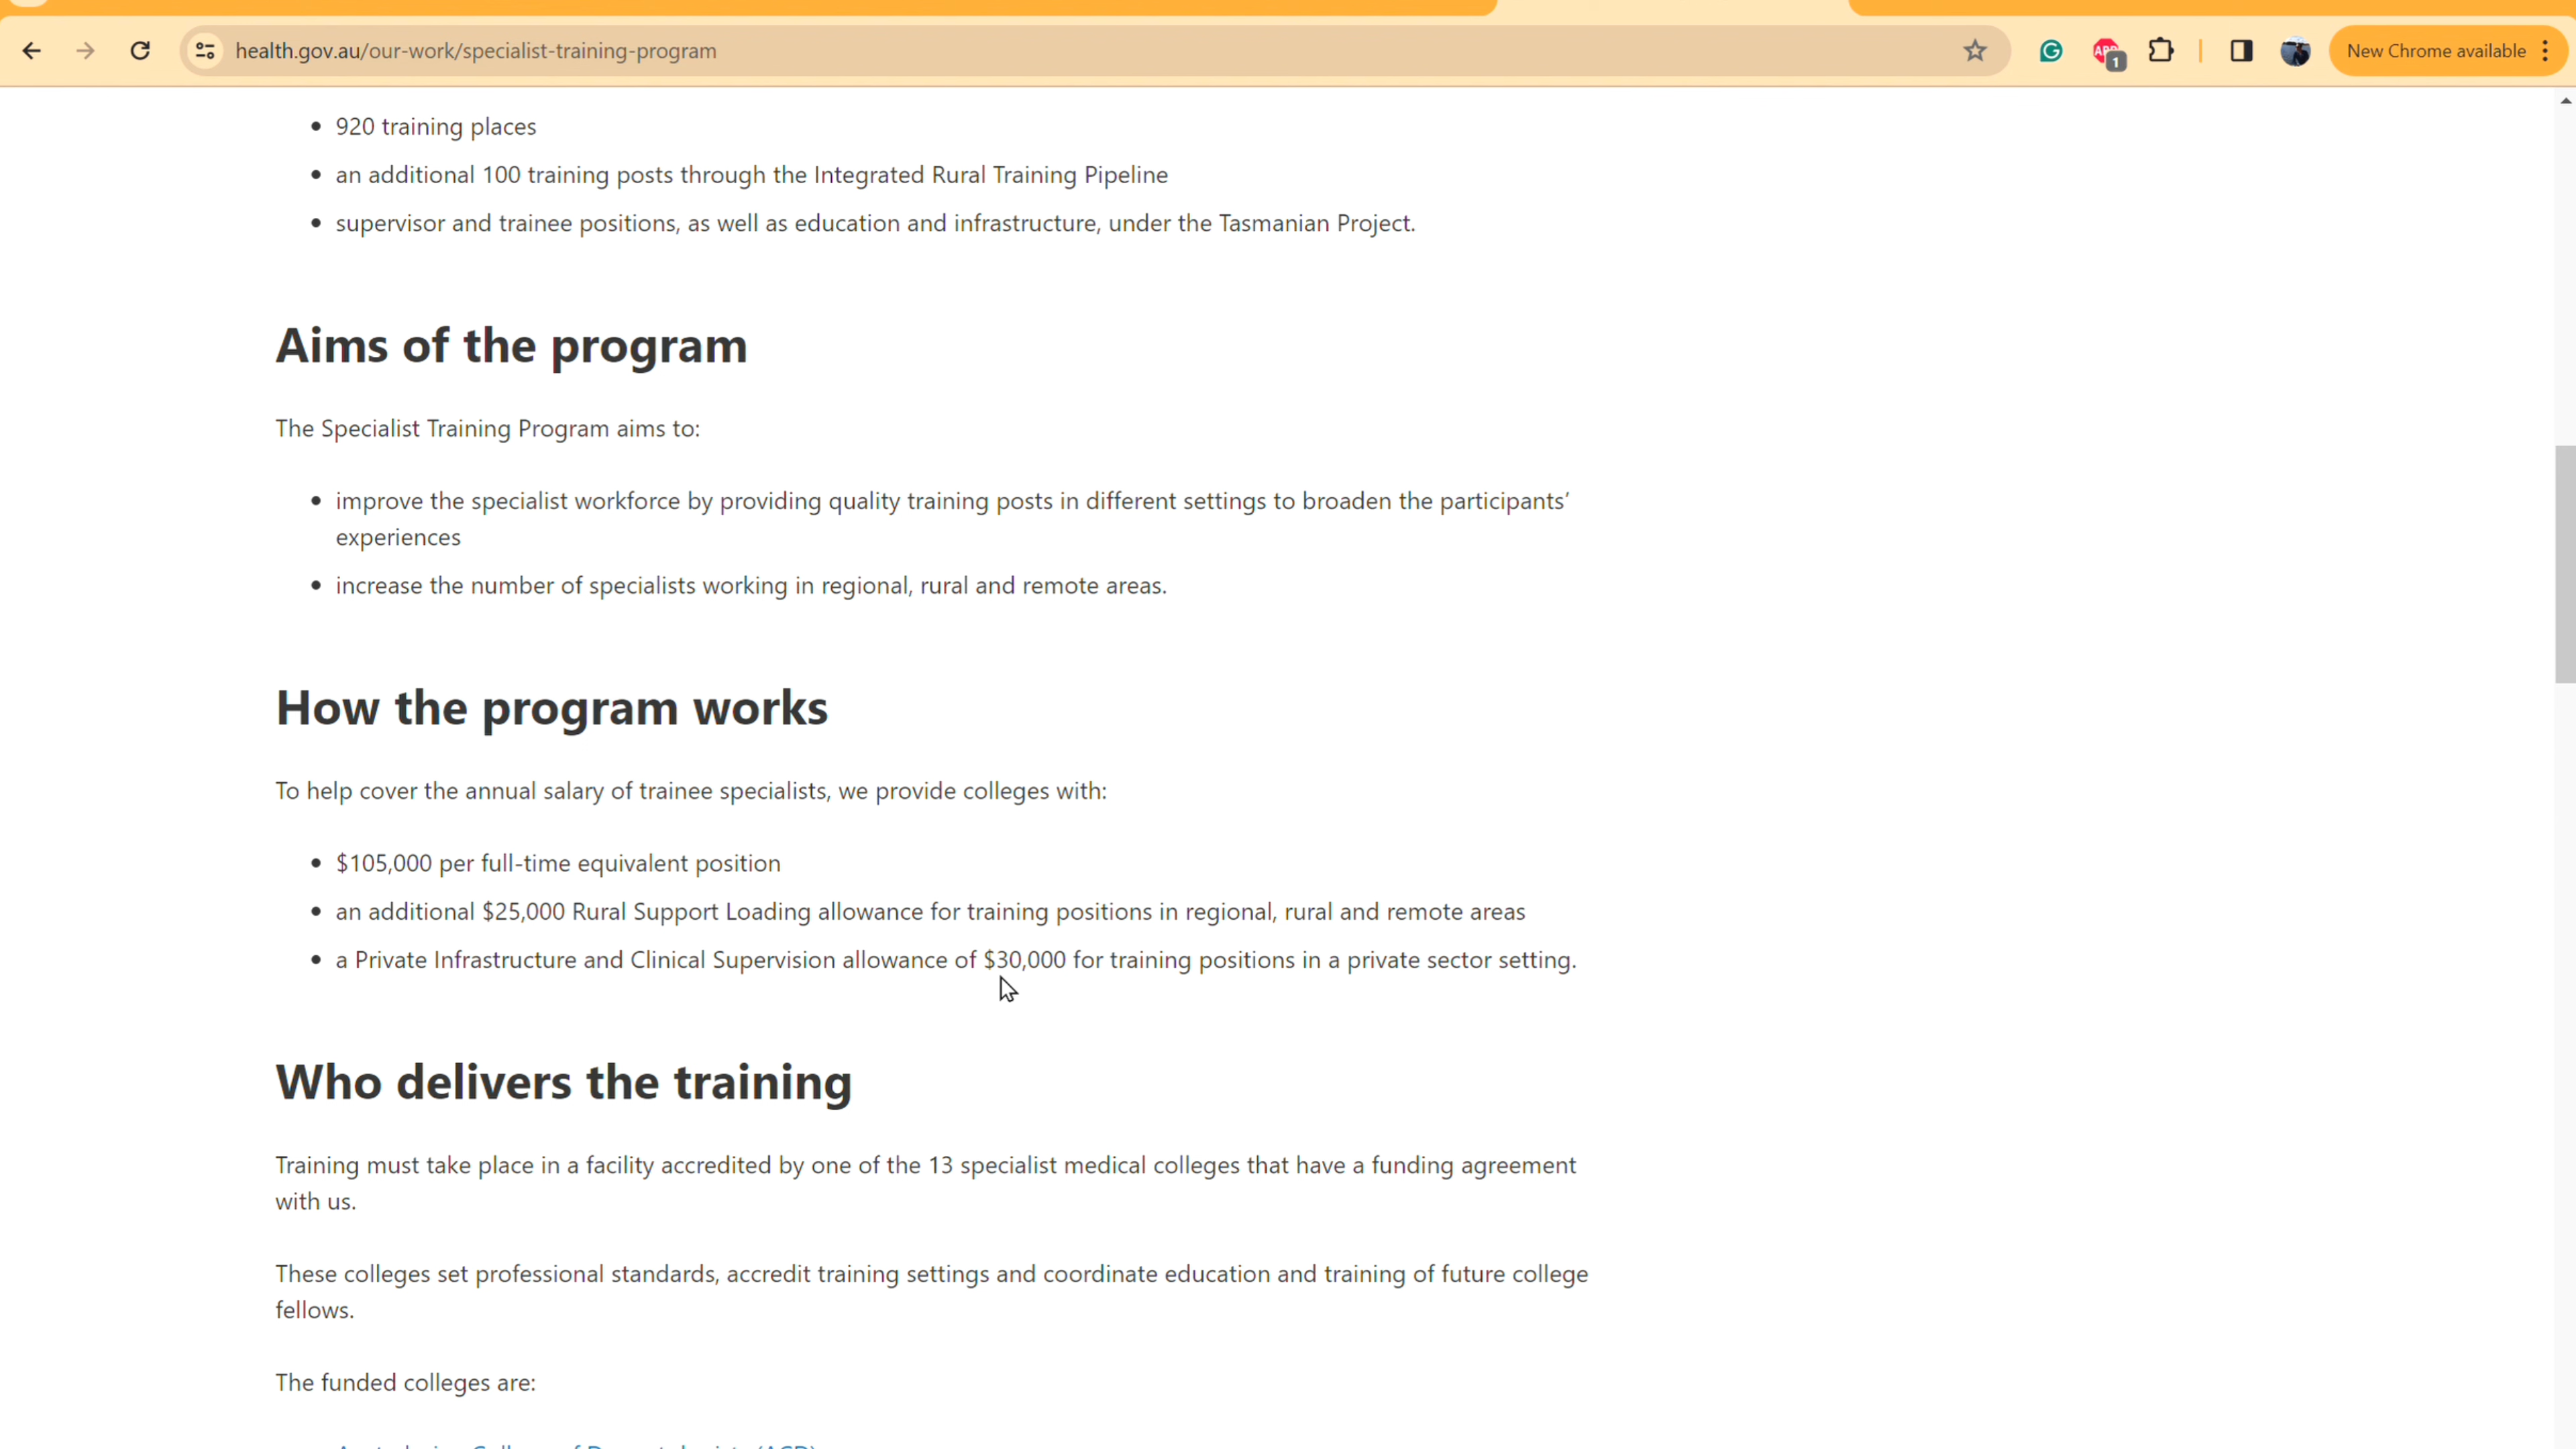 health.gov.au/our-work/specialist-training-program
1
New Chrome available
920 training places
an additional 100 training posts through the Integrated Rural Training Pipeline
supervisor and trainee positions, as well as education and infrastructure, under the Tasmanian Project.
Aims of the program
The Specialist Training Program aims to:
improve the specialist workforce by providing quality training posts in different settings to broaden the participants’
experiences
increase the number of specialists working in regional, rural and remote areas.
How the program works
To help cover the annual salary of trainee specialists, we provide colleges with:
$105,000 per full-time equivalent position
an additional $25,000 Rural Support Loading allowance for training positions in regional, rural and remote areas
a Private Infrastructure and Clinical Supervision allowance of $30,000 for training positions in a private sector setting.
Who delivers the training
Training must take place in a facility accredited by one of the 13 specialist medical colleges that have a funding agreement
with us.
These colleges set professional standards, accredit training settings and coordinate education and training of future college
fellows.
The funded colleges are: